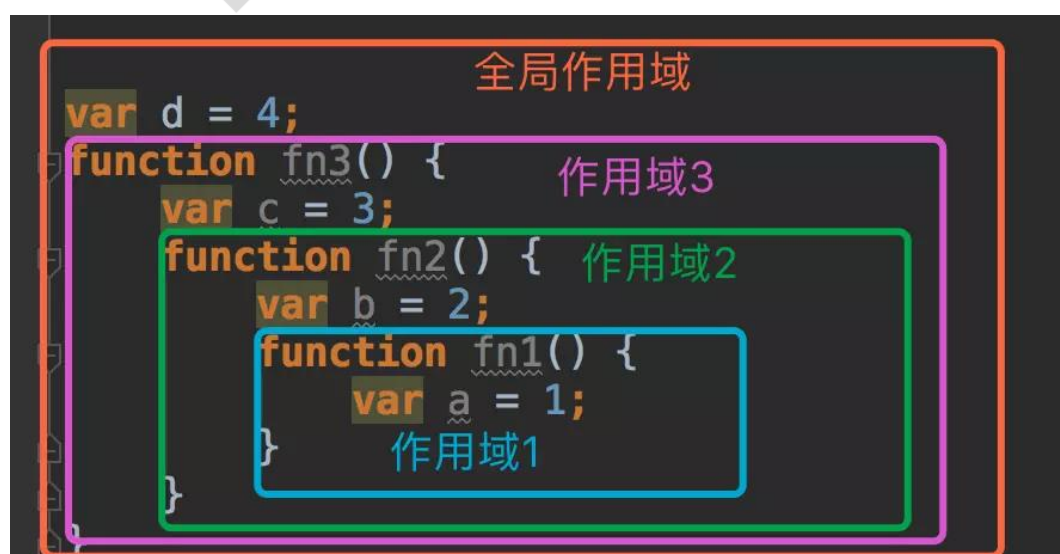 全局作用域
var d = 4;
function fn3() {
作用域3
var c = 3;
function fn2() {
作用域2
var b = 2;
function fn1() {
var a = 1;
}
作用域1
}
}